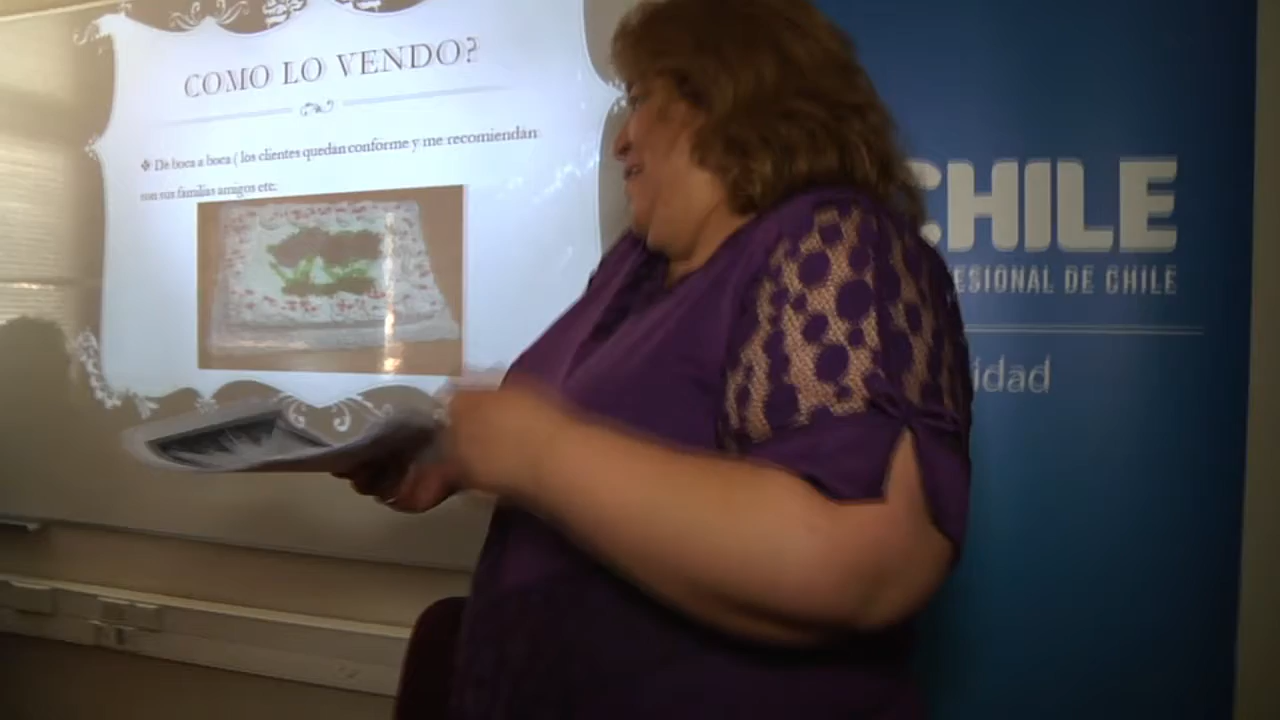 COMO LO VENDO?
❖ De boca a boca ( los clientes quedan conforme y me recomiendan
con sus familias amigos etc.
CHILE
ESIONAL DE CHILE
idad